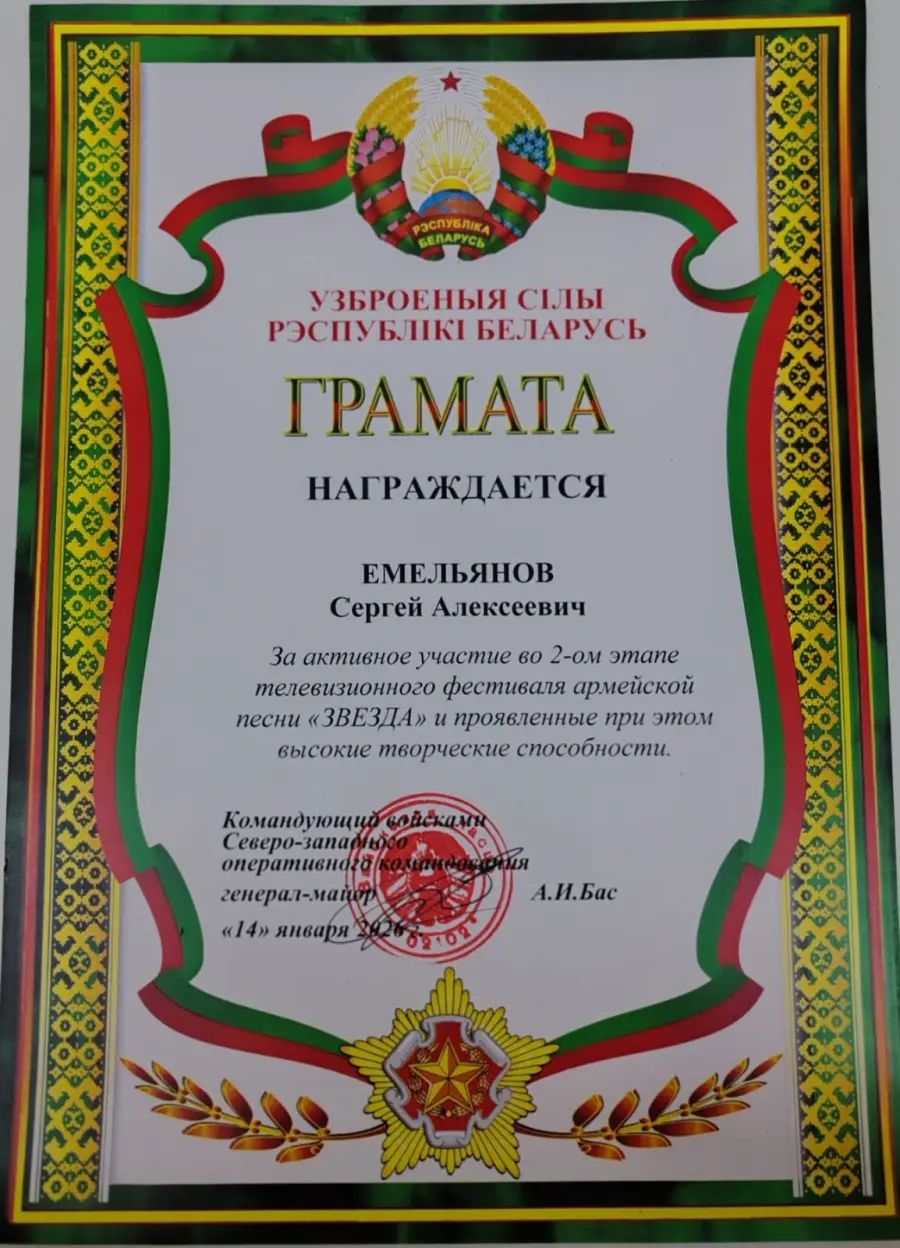 РЭСПУБЛІКА
БЕЛАРУСЬ
УЗБРОЕНЫЯ СІЛЫ
РЭСПУБЛІКІ БЕЛАРУСЬ
ГРАМАТА
НАГРАЖДАЕТСЯ
ЕМЕЛЬЯНОВ
Сергей Алексеевич
За активное участие во 2-ом этапе
телевизионного фестиваля армейской
песни «ЗВЕЗДА» и проявленные при этом
высокие творческие способности.
Командующий войсками
Северо-западного
оперативного командования
генерал-майор А.И.Бас
«14» января 2026 г.